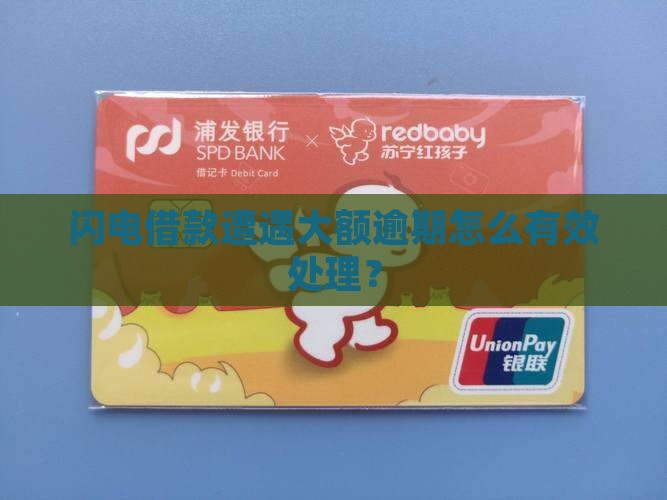 浦发银行
SPD BANK
借记卡 Debit Card
×
redbaby
苏宁红孩子
闪电借款遭遇大额逾期怎么有效
处理？
UnionPay
银联